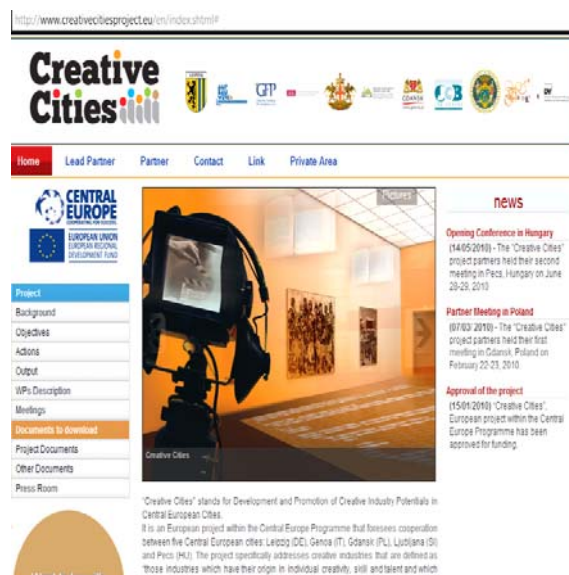 http://www.creativecitiesproject.eu/en/index.shtml#
Creative
Cities
LEIPZIG
GFP
GDAŃSK
CCB
Home Lead Partner Partner Contact Link Private Area
CENTRAL
EUROPE
COOPERATING FOR SUCCESS.
EUROPEAN UNION
EUROPEAN REGIONAL
DEVELOPMENT FUND
Project
Background
Objectives
Actions
Output
WPs Description
Meetings
Documents to download
Project Documents
Other Documents
Press Room
Pictures
Creative Cities
news
Opening Conference in Hungary
(14/05/2010) - The "Creative Cities"
project partners held their second
meeting in Pecs, Hungary on June
28-29, 2010
Partner Meeting in Poland
(07/03/ 2010) - The "Creative Cities"
project partners held their first
meeting in Gdansk, Poland on
February 22-23, 2010.
Approval of the project
(15/01/2010) "Creative Cities",
European project within the Central
Europe Programme has been
approved for funding.
"Creative Cities" stands for Development and Promotion of Creative Industry Potentials in
Central European Cities.
It is an European project within the Central Europe Programme that foresees cooperation
between five Central European cities: Leipzig (DE), Genoa (IT), Gdansk (PL), Ljubljana (SI)
and Pecs (HU). The project specifically addresses creative industries that are defined as
"those industries which have their origin in individual creativity, skill and talent and which